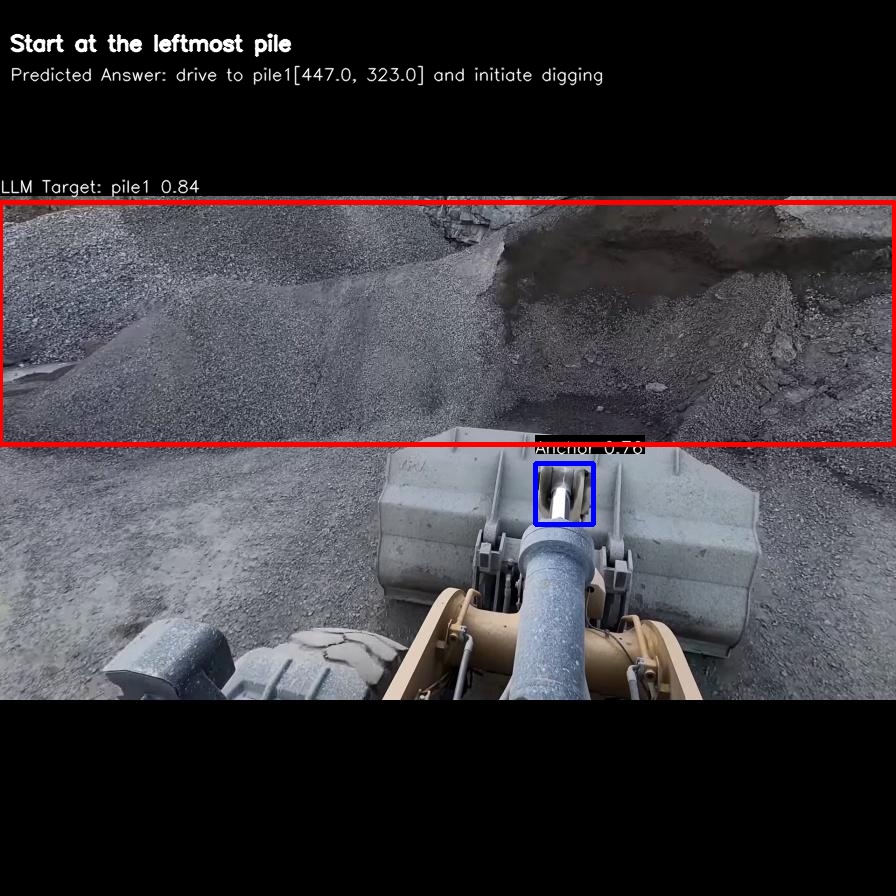 Start at the leftmost pile
Predicted Answer: drive to pile1[447.0, 323.0] and initiate digging
LLM Target: pile1 0.84
Anchor 0.76